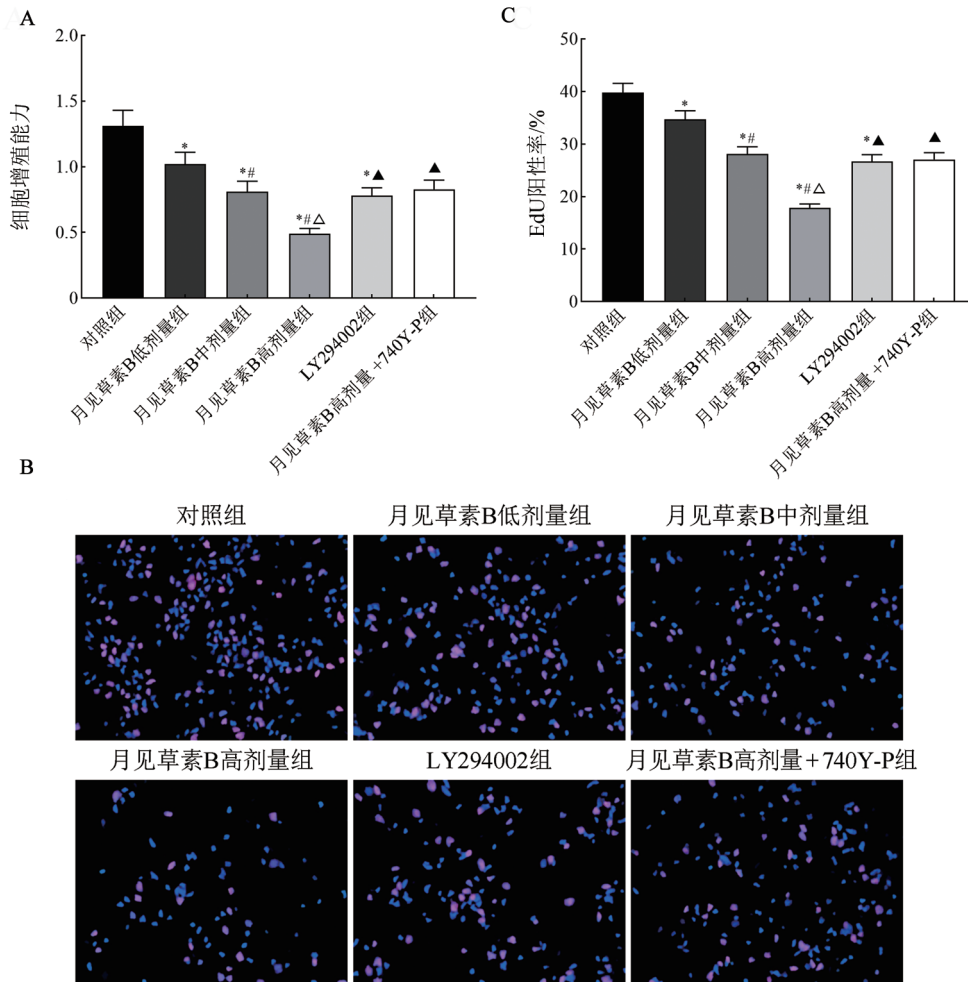 A
2.0
1.5
1.0
0.5
0
细胞增殖能力
*
*#
*#△
*▲
▲
对照组
月见草素B低剂量组
月见草素B中剂量组
月见草素B高剂量组
LY294002组
月见草素B高剂量+740Y-P组
C
50
40
30
20
10
0
EdU阳性率/%
*
*#
*#△
*▲
▲
对照组
月见草素B低剂量组
月见草素B中剂量组
月见草素B高剂量组
LY294002组
月见草素B高剂量+740Y-P组
B
对照组 月见草素B低剂量组 月见草素B中剂量组
月见草素B高剂量组 LY294002组 月见草素B高剂量+740Y-P组